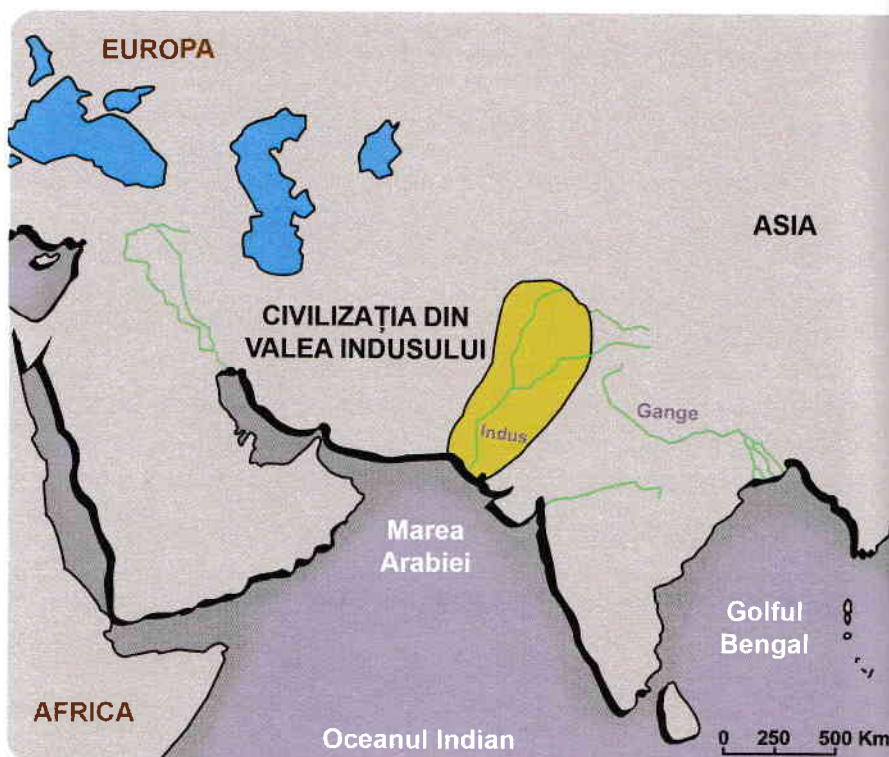 EUROPA
ASIA
CIVILIZAȚIA DIN
VALEA INDUSULUI
Indus
Gange
Marea
Arabiei
Golful
Bengal
AFRICA
Oceanul Indian
0 250 500 Km